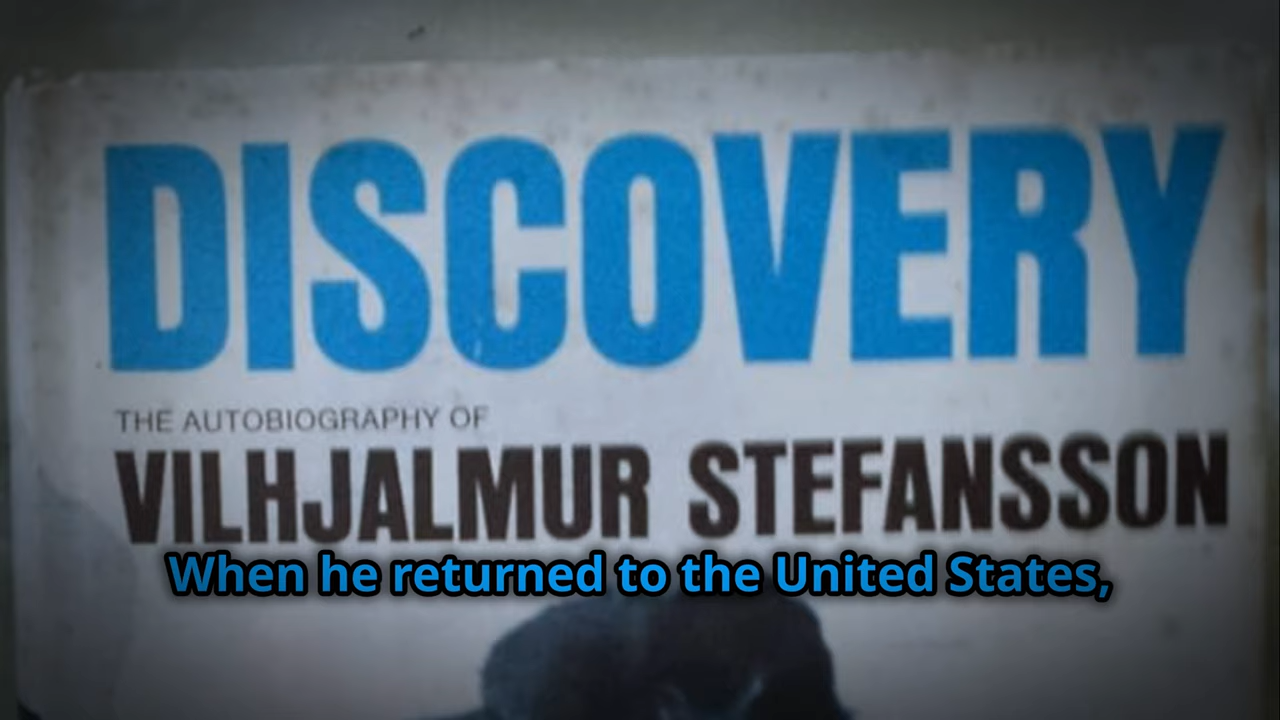 DISCOVERY
THE AUTOBIOGRAPHY OF
VILHJALMUR STEFANSSON
When he returned to the United States,